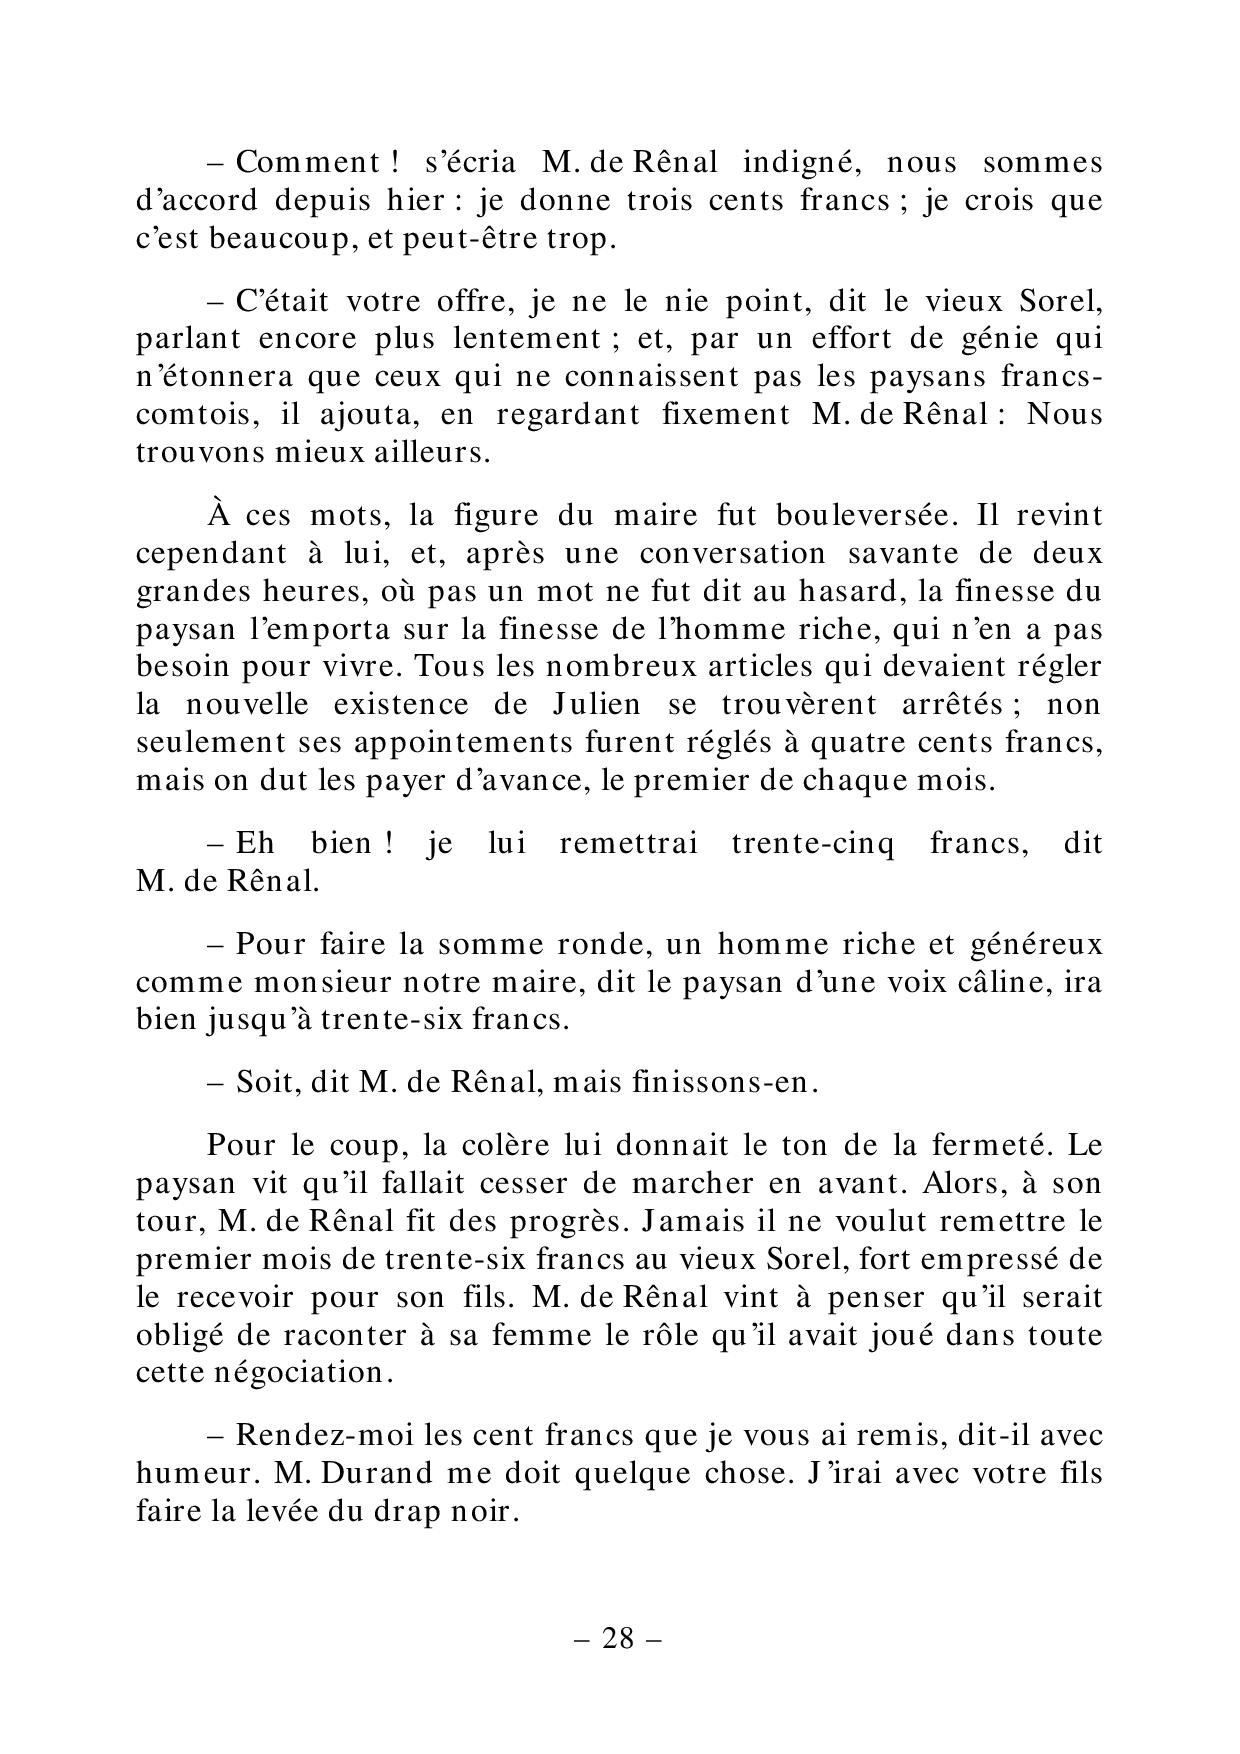 – Comment ! s’écria M. de Rênal indigné, nous sommes
d’accord depuis hier : je donne trois cents francs ; je crois que
c’est beaucoup, et peut-être trop.
– C’était votre offre, je ne le nie point, dit le vieux Sorel,
parlant encore plus lentement ; et, par un effort de génie qui
n’étonnera que ceux qui ne connaissent pas les paysans francs-
comtois, il ajouta, en regardant fixement M. de Rênal : Nous
trouvons mieux ailleurs.
À ces mots, la figure du maire fut bouleversée. Il revint
cependant à lui, et, après une conversation savante de deux
grandes heures, où pas un mot ne fut dit au hasard, la finesse du
paysan l’emporta sur la finesse de l’homme riche, qui n’en a pas
besoin pour vivre. Tous les nombreux articles qui devaient régler
la nouvelle existence de Julien se trouvèrent arrêtés ; non
seulement ses appointements furent réglés à quatre cents francs,
mais on dut les payer d’avance, le premier de chaque mois.
– Eh bien ! je lui remettrai trente-cinq francs, dit
M. de Rênal.
– Pour faire la somme ronde, un homme riche et généreux
comme monsieur notre maire, dit le paysan d’une voix câline, ira
bien jusqu’à trente-six francs.
– Soit, dit M. de Rênal, mais finissons-en.
Pour le coup, la colère lui donnait le ton de la fermeté. Le
paysan vit qu’il fallait cesser de marcher en avant. Alors, à son
tour, M. de Rênal fit des progrès. Jamais il ne voulut remettre le
premier mois de trente-six francs au vieux Sorel, fort empressé de
le recevoir pour son fils. M. de Rênal vint à penser qu’il serait
obligé de raconter à sa femme le rôle qu’il avait joué dans toute
cette négociation.
– Rendez-moi les cent francs que je vous ai remis, dit-il avec
humeur. M. Durand me doit quelque chose. J’irai avec votre fils
faire la levée du drap noir.
– 28 –